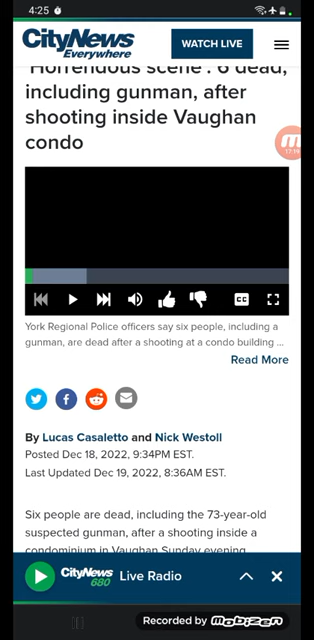 4:25
CityNews
Everywhere
WATCH LIVE
'Horrendous scene': 6 dead,
including gunman, after
shooting inside Vaughan
condo
17:19
CC
York Regional Police officers say six people, including a
gunman, are dead after a shooting at a condo building ...
Read More
By Lucas Casaletto and Nick Westoll
Posted Dec 18, 2022, 9:34PM EST.
Last Updated Dec 19, 2022, 8:36AM EST.
Six people are dead, including the 73-year-old
suspected gunman, after a shooting inside a
condominium in Vaughan Sunday evening
CityNews
680
Live Radio
Recorded by Mobizen